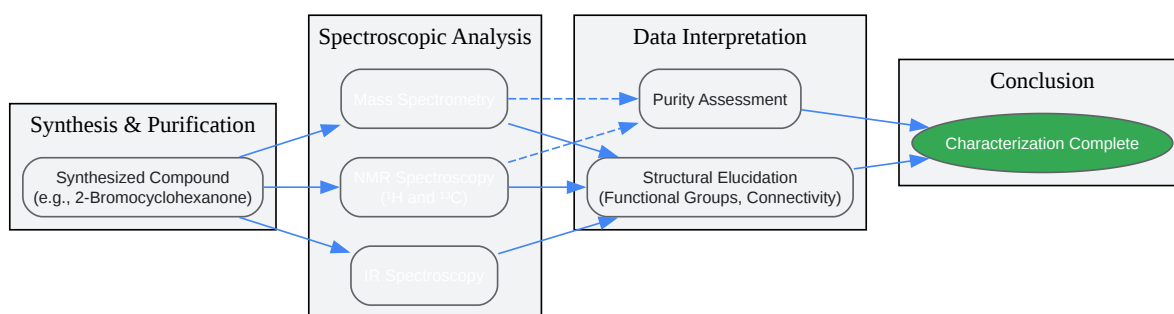 Synthesis & Purification
Synthesized Compound
(e.g., 2-Bromocyclohexanone)
Spectroscopic Analysis
Mass Spectrometry
NMR Spectroscopy
(¹H and ¹³C)
IR Spectroscopy
Data Interpretation
Purity Assessment
Structural Elucidation
(Functional Groups, Connectivity)
Conclusion
Characterization Complete